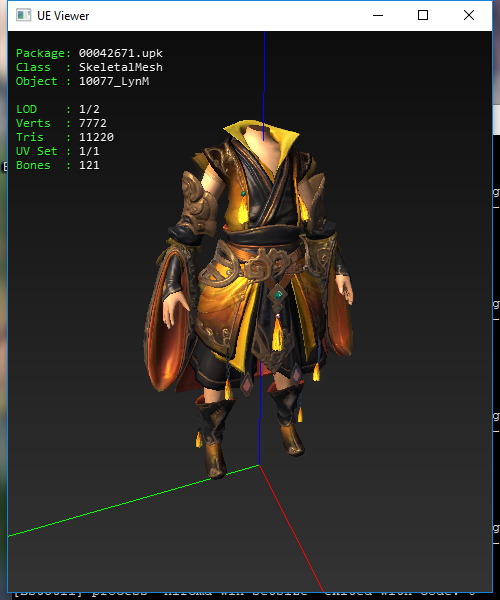 UE Viewer
Package: 00042671.upk
Class : SkeletalMesh
Object : 10077_LynM
LOD : 1/2
Verts : 7772
Tris : 11220
UV Set : 1/1
Bones : 121